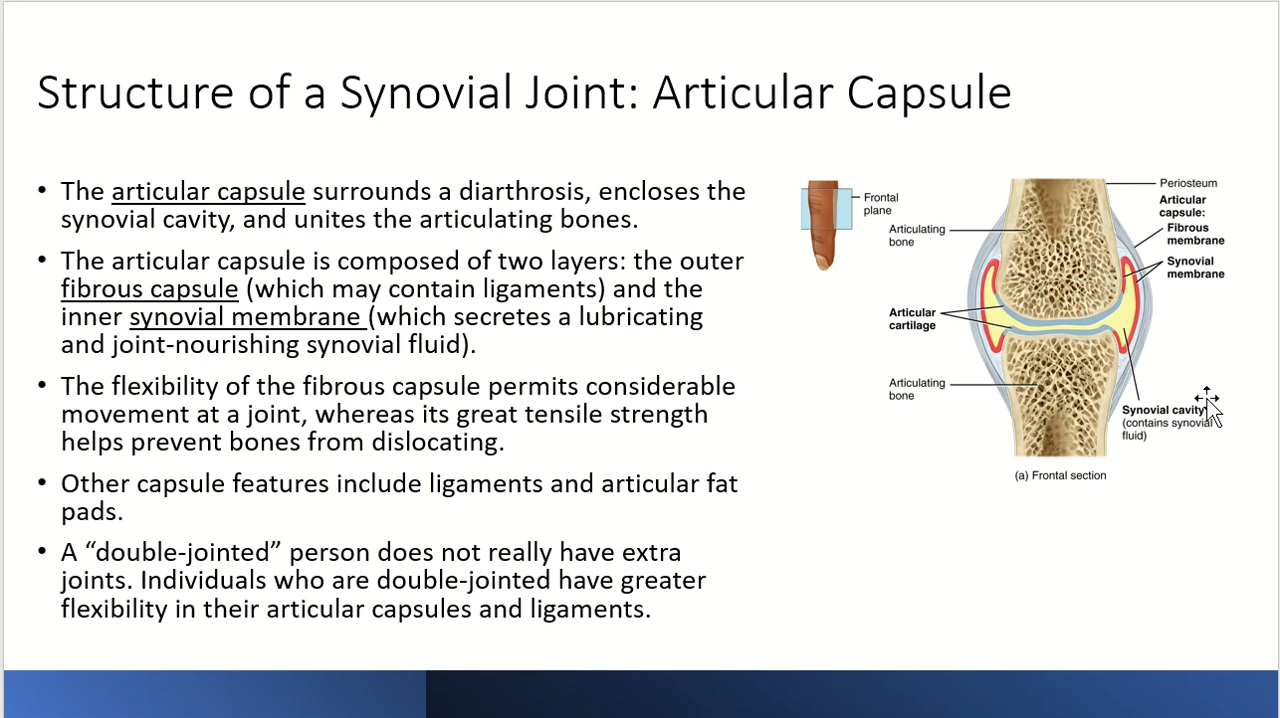 Structure of a Synovial Joint: Articular Capsule
• The articular capsule surrounds a diarthrosis, encloses the
synovial cavity, and unites the articulating bones.
• The articular capsule is composed of two layers: the outer
fibrous capsule (which may contain ligaments) and the
inner synovial membrane (which secretes a lubricating
and joint-nourishing synovial fluid).
• The flexibility of the fibrous capsule permits considerable
movement at a joint, whereas its great tensile strength
helps prevent bones from dislocating.
• Other capsule features include ligaments and articular fat
pads.
• A “double-jointed” person does not really have extra
joints. Individuals who are double-jointed have greater
flexibility in their articular capsules and ligaments.
Frontal
plane
Articulating
bone
Articular
cartilage
Articulating
bone
Periosteum
Articular
capsule:
Fibrous
membrane
Synovial
membrane
Synovial cavity
(contains synovial
fluid)
(a) Frontal section